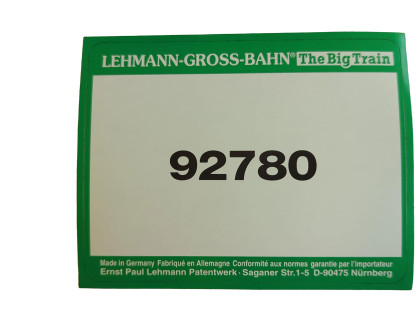 LEHMANN-GROSS-BAHN® The Big Train
92780
Made in Germany Fabriqué en Allemagne Conformité aux normes garantie par l'importateur
Ernst Paul Lehmann Patentwerk · Saganer Str.1-5 D-90475 Nürnberg